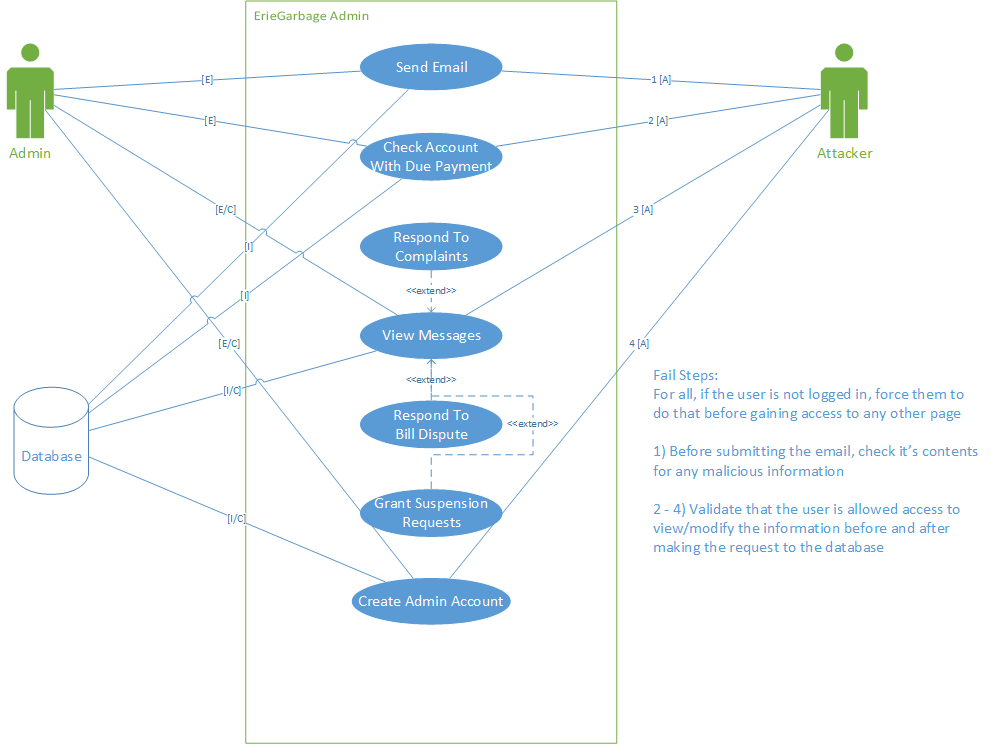 ErieGarbage Admin
Send Email
[E]
1 [A]
[E]
2 [A]
Check Account
With Due Payment
Admin
Attacker
[E/C]
3 [A]
Respond To
Complaints
[I]
<<extend>>
[I]
View Messages
[E/C]
4 [A]
<<extend>>
[I/C]
Respond To
Bill Dispute
<<extend>>
Database
Grant Suspension
Requests
[I/C]
Create Admin Account
Fail Steps:
For all, if the user is not logged in, force them to
do that before gaining access to any other page
1) Before submitting the email, check it's contents
for any malicious information
2 - 4) Validate that the user is allowed access to
view/modify the information before and after
making the request to the database